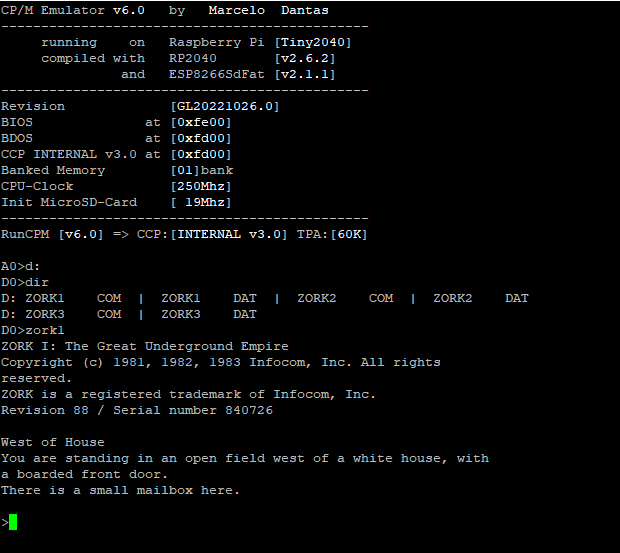 CP/M Emulator v6.0   by   Marcelo  Dantas
----------------------------------------------
     running    on   Raspberry Pi [Tiny2040]
     compiled with   RP2040       [v2.6.2]
               and   ESP8266SdFat [v2.1.1]
----------------------------------------------
Revision             [GL20221026.0]
BIOS              at [0xfe00]
BDOS              at [0xfd00]
CCP INTERNAL v3.0 at [0xfd00]
Banked Memory        [01]bank
CPU-Clock            [250Mhz]
Init MicroSD-Card    [ 19Mhz]
----------------------------------------------
RunCPM [v6.0] => CCP:[INTERNAL v3.0] TPA:[60K]
A0>d:
D0>dir
D: ZORK1    COM  |  ZORK1    DAT  |  ZORK2    COM  |  ZORK2    DAT
D: ZORK3    COM  |  ZORK3    DAT
D0>zork1
ZORK I: The Great Underground Empire
Copyright (c) 1981, 1982, 1983 Infocom, Inc. All rights
reserved.
ZORK is a registered trademark of Infocom, Inc.
Revision 88 / Serial number 840726
West of House
You are standing in an open field west of a white house, with
a boarded front door.
There is a small mailbox here.
>